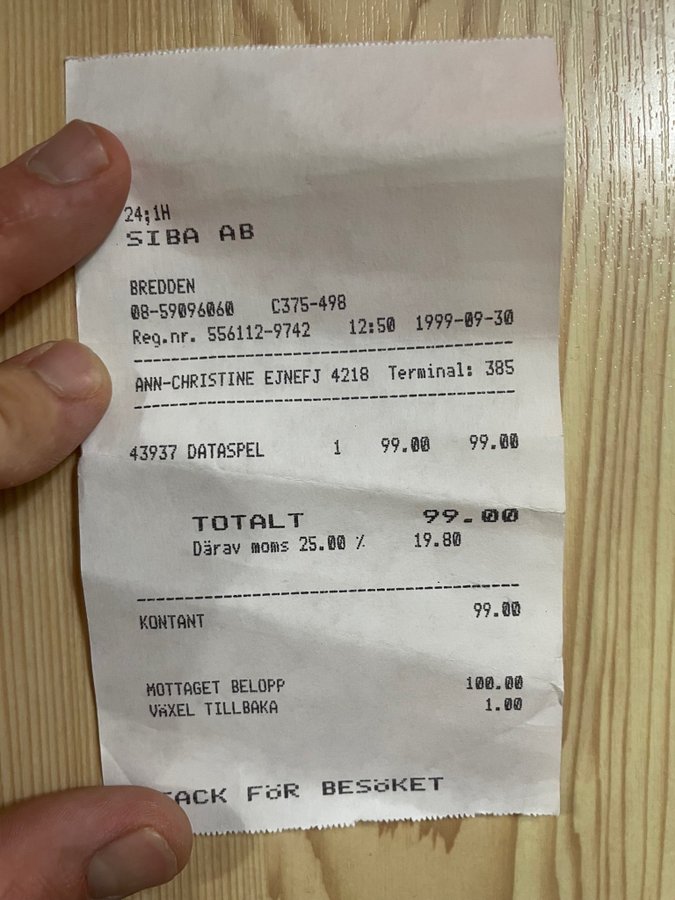 24;1H
SIBA AB
BREDDEN
08-59096060 C375-498
Reg.nr. 556112-9742 12:50 1999-09-30
ANN-CHRISTINE EJNEFJ 4218 Terminal: 385
43937 DATASPEL 1 99.00 99.00
TOTALT 99.00
Därav moms 25.00 % 19.80
KONTANT 99.00
MOTTAGET BELOPP 100.00
VÄXEL TILLBAKA 1.00
TACK FöR BESöKET